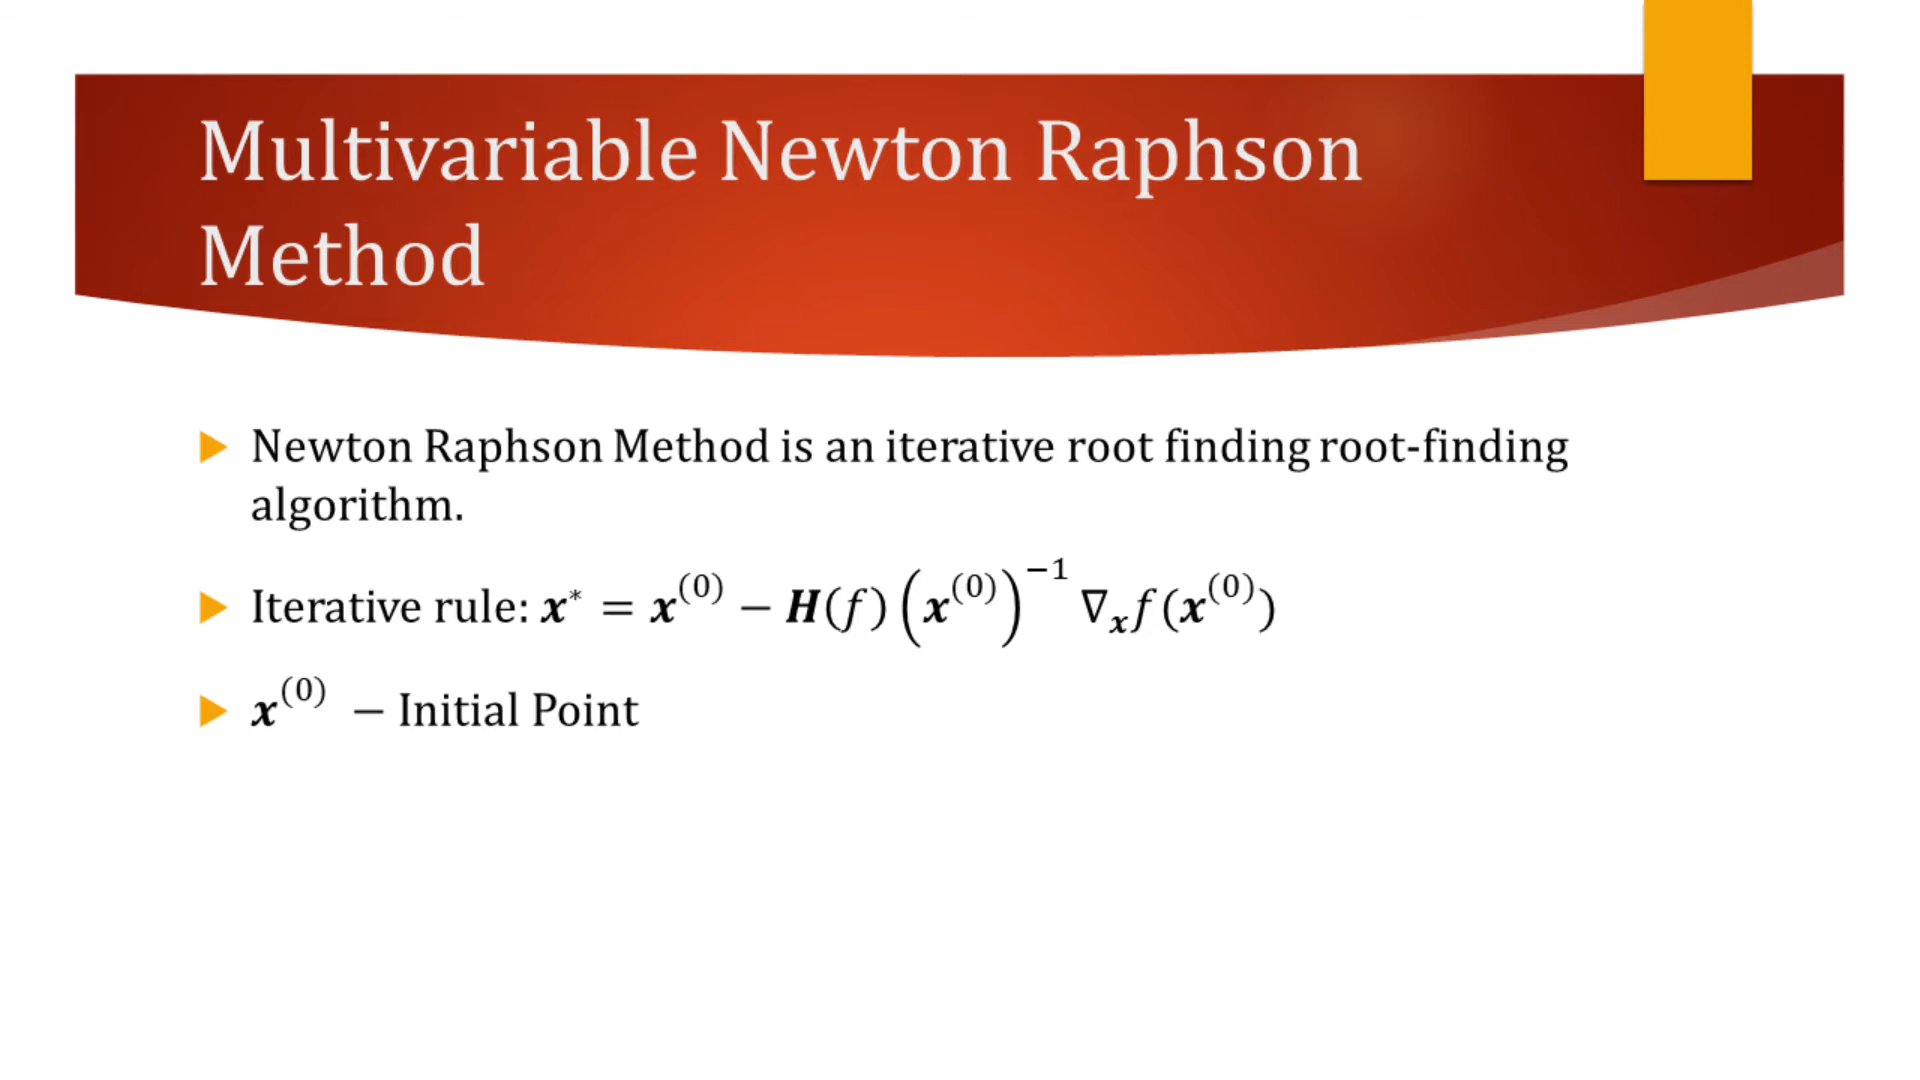 Multivariable Newton Raphson
Method
Newton Raphson Method is an iterative root finding root-finding
algorithm.
Iterative rule: 𝒙* = 𝒙⁽⁰⁾ − 𝑯(𝑓)(𝒙⁽⁰⁾)⁻¹ ∇𝒙𝑓(𝒙⁽⁰⁾)
𝒙⁽⁰⁾ − Initial Point